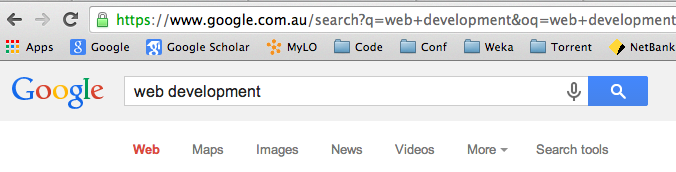 https://www.google.com.au/search?q=web+development&oq=web+development
Apps Google Google Scholar MyLO Code Conf Weka Torrent NetBank
Google web development
Web Maps Images News Videos More Search tools